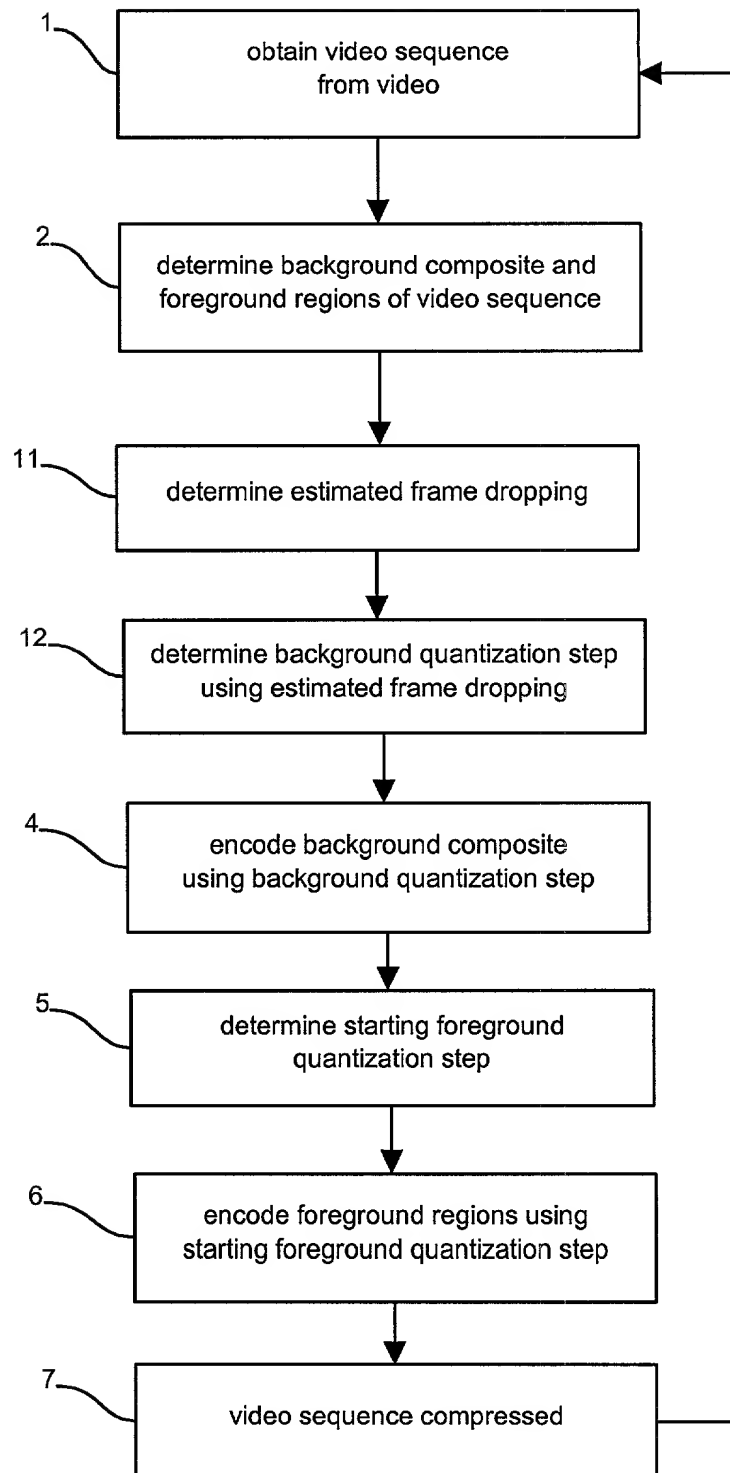 1
obtain video sequence
from video
2
determine background composite and
foreground regions of video sequence
11
determine estimated frame dropping
12
determine background quantization step
using estimated frame dropping
4
encode background composite
using background quantization step
5
determine starting foreground
quantization step
6
encode foreground regions using
starting foreground quantization step
7
video sequence compressed